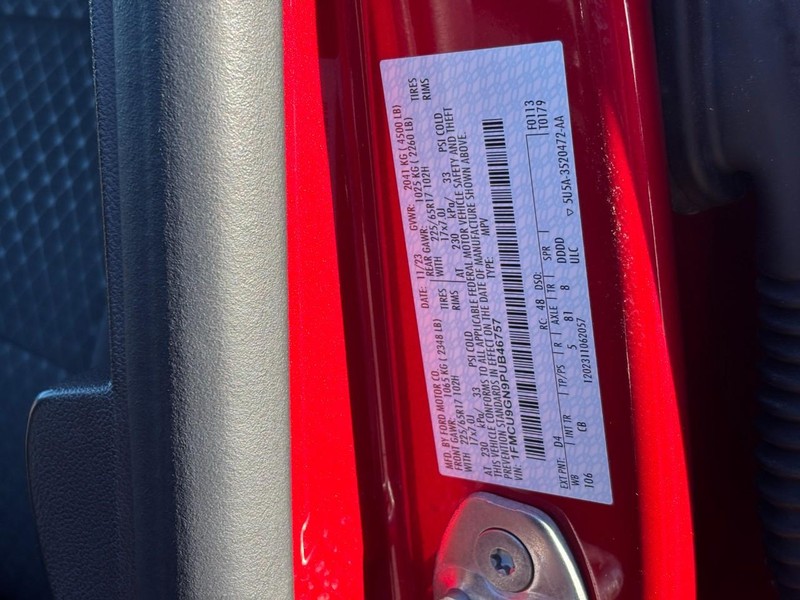 MFD. BY FORD MOTOR CO. DATE: 11/23 GVWR: 2041 KG ( 4500 LB)
FRONT GAWR: 1065 KG ( 2348 LB) REAR GAWR: 1025 KG ( 2260 LB)
WITH 225/65R17 102H TIRES WITH 225/65R17 102H TIRES
17x7.0J RIMS 17x7.0J RIMS
AT 230 kPa/ 33 PSI COLD AT 230 kPa/ 33 PSI COLD
THIS VEHICLE CONFORMS TO ALL APPLICABLE FEDERAL MOTOR VEHICLE SAFETY AND THEFT
PREVENTION STANDARDS IN EFFECT ON THE DATE OF MANUFACTURE SHOWN ABOVE.
VIN: 1FMCU9GN9PUB46757 TYPE: MPV
F0113
T0179
EXT PNT: D4 RC: 48 DSO:
WB INT TR TP/PS R AXLE TR SPR
106 CB 5 81 8 DDDD
1202311062057 ULC
▽ 5U5A-3520472-AA